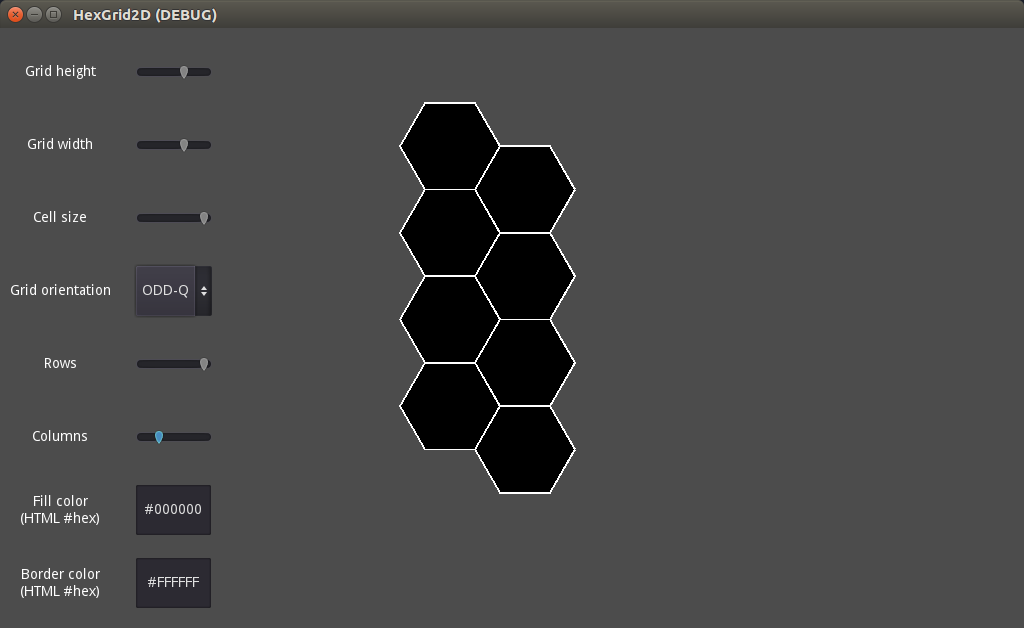 HexGrid2D (DEBUG)
Grid height
Grid width
Cell size
Grid orientation
ODD-Q
Rows
Columns
Fill color
(HTML #hex)
#000000
Border color
(HTML #hex)
#FFFFFF